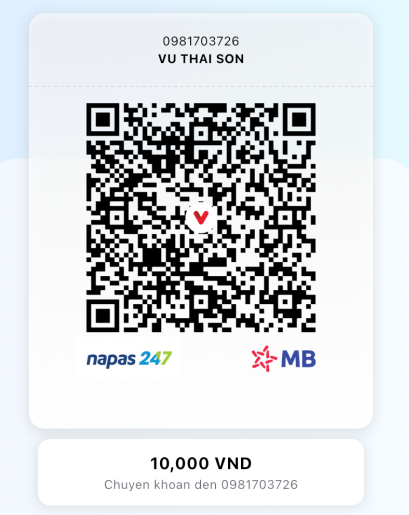 0981703726
VU THAI SON
napas 247
MB
10,000 VND
Chuyen khoan den 0981703726